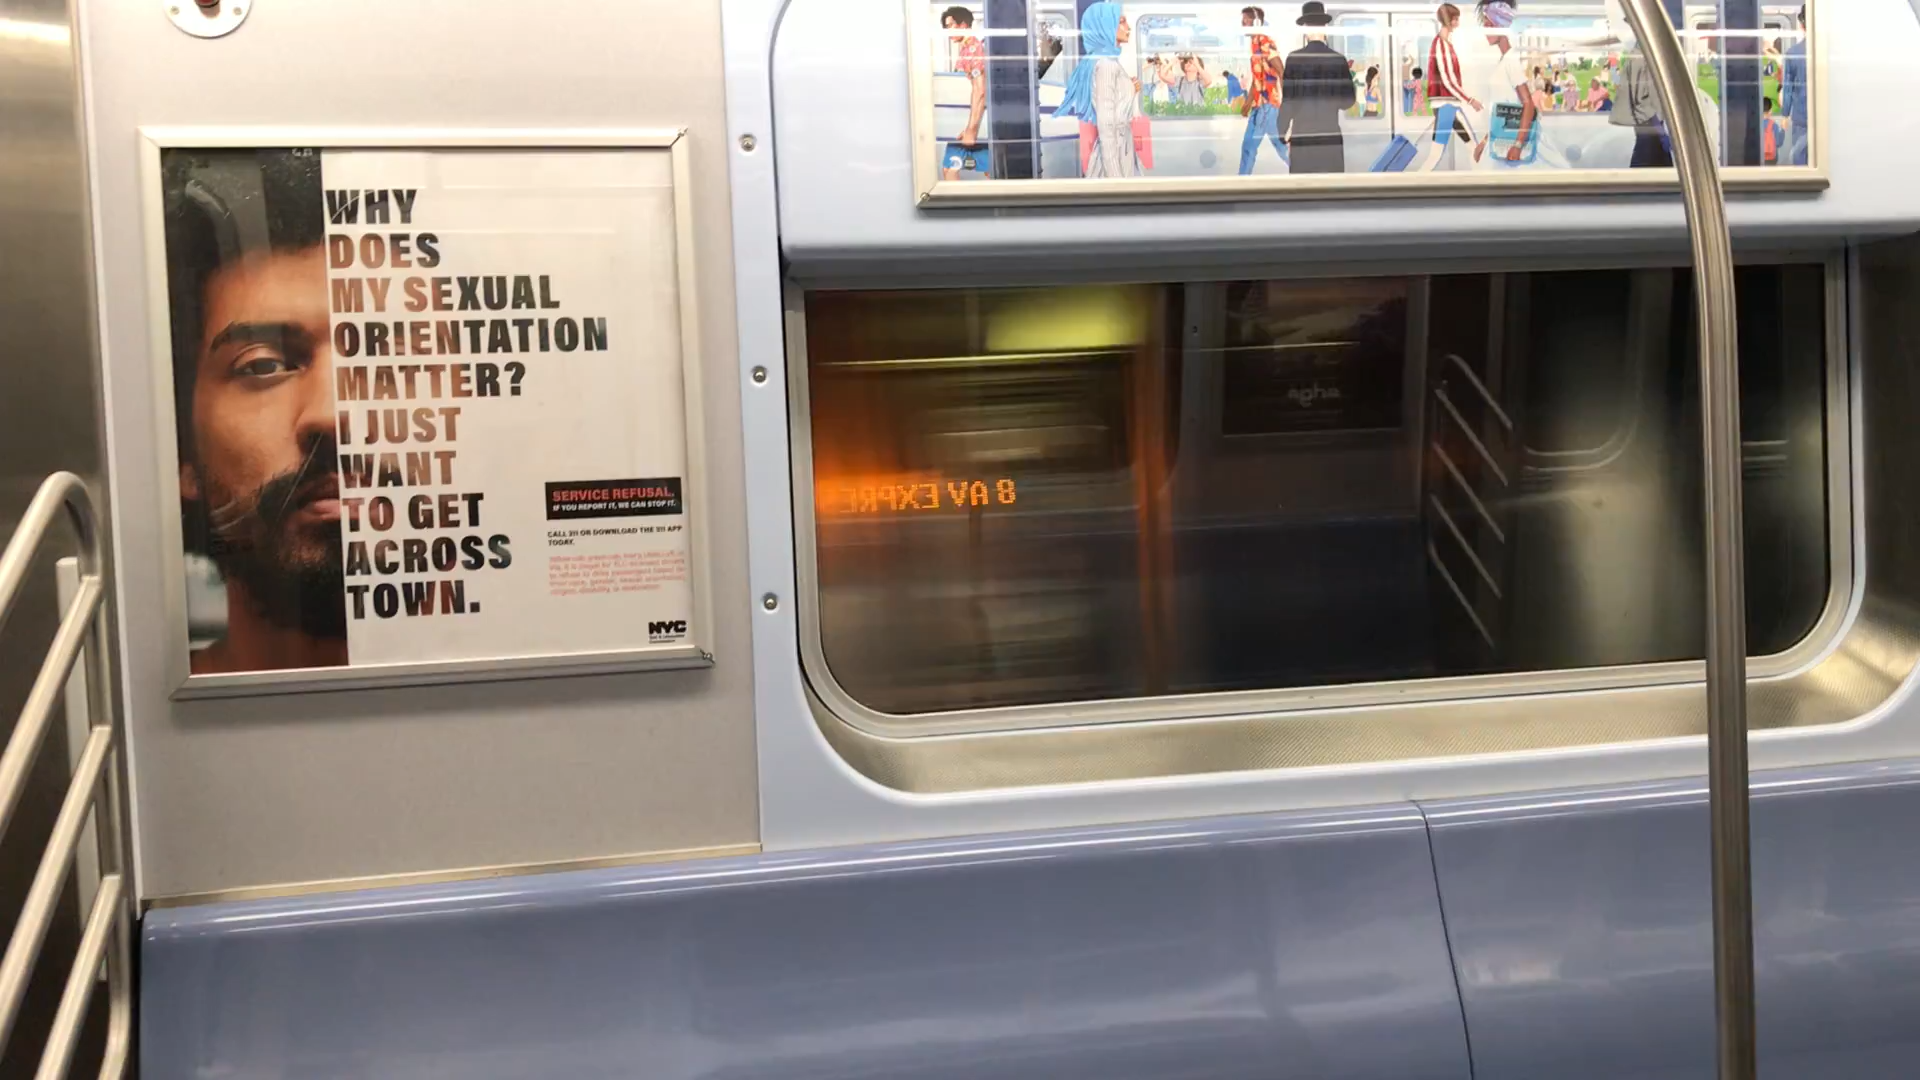 WHY
DOES
MY SEXUAL
ORIENTATION
MATTER?
I JUST
WANT
TO GET
ACROSS
TOWN.
SERVICE REFUSAL.
IF YOU REPORT IT, WE CAN STOP IT.
CALL 311 OR DOWNLOAD THE 311 APP
TODAY.
NYC
8 AV EXPRE